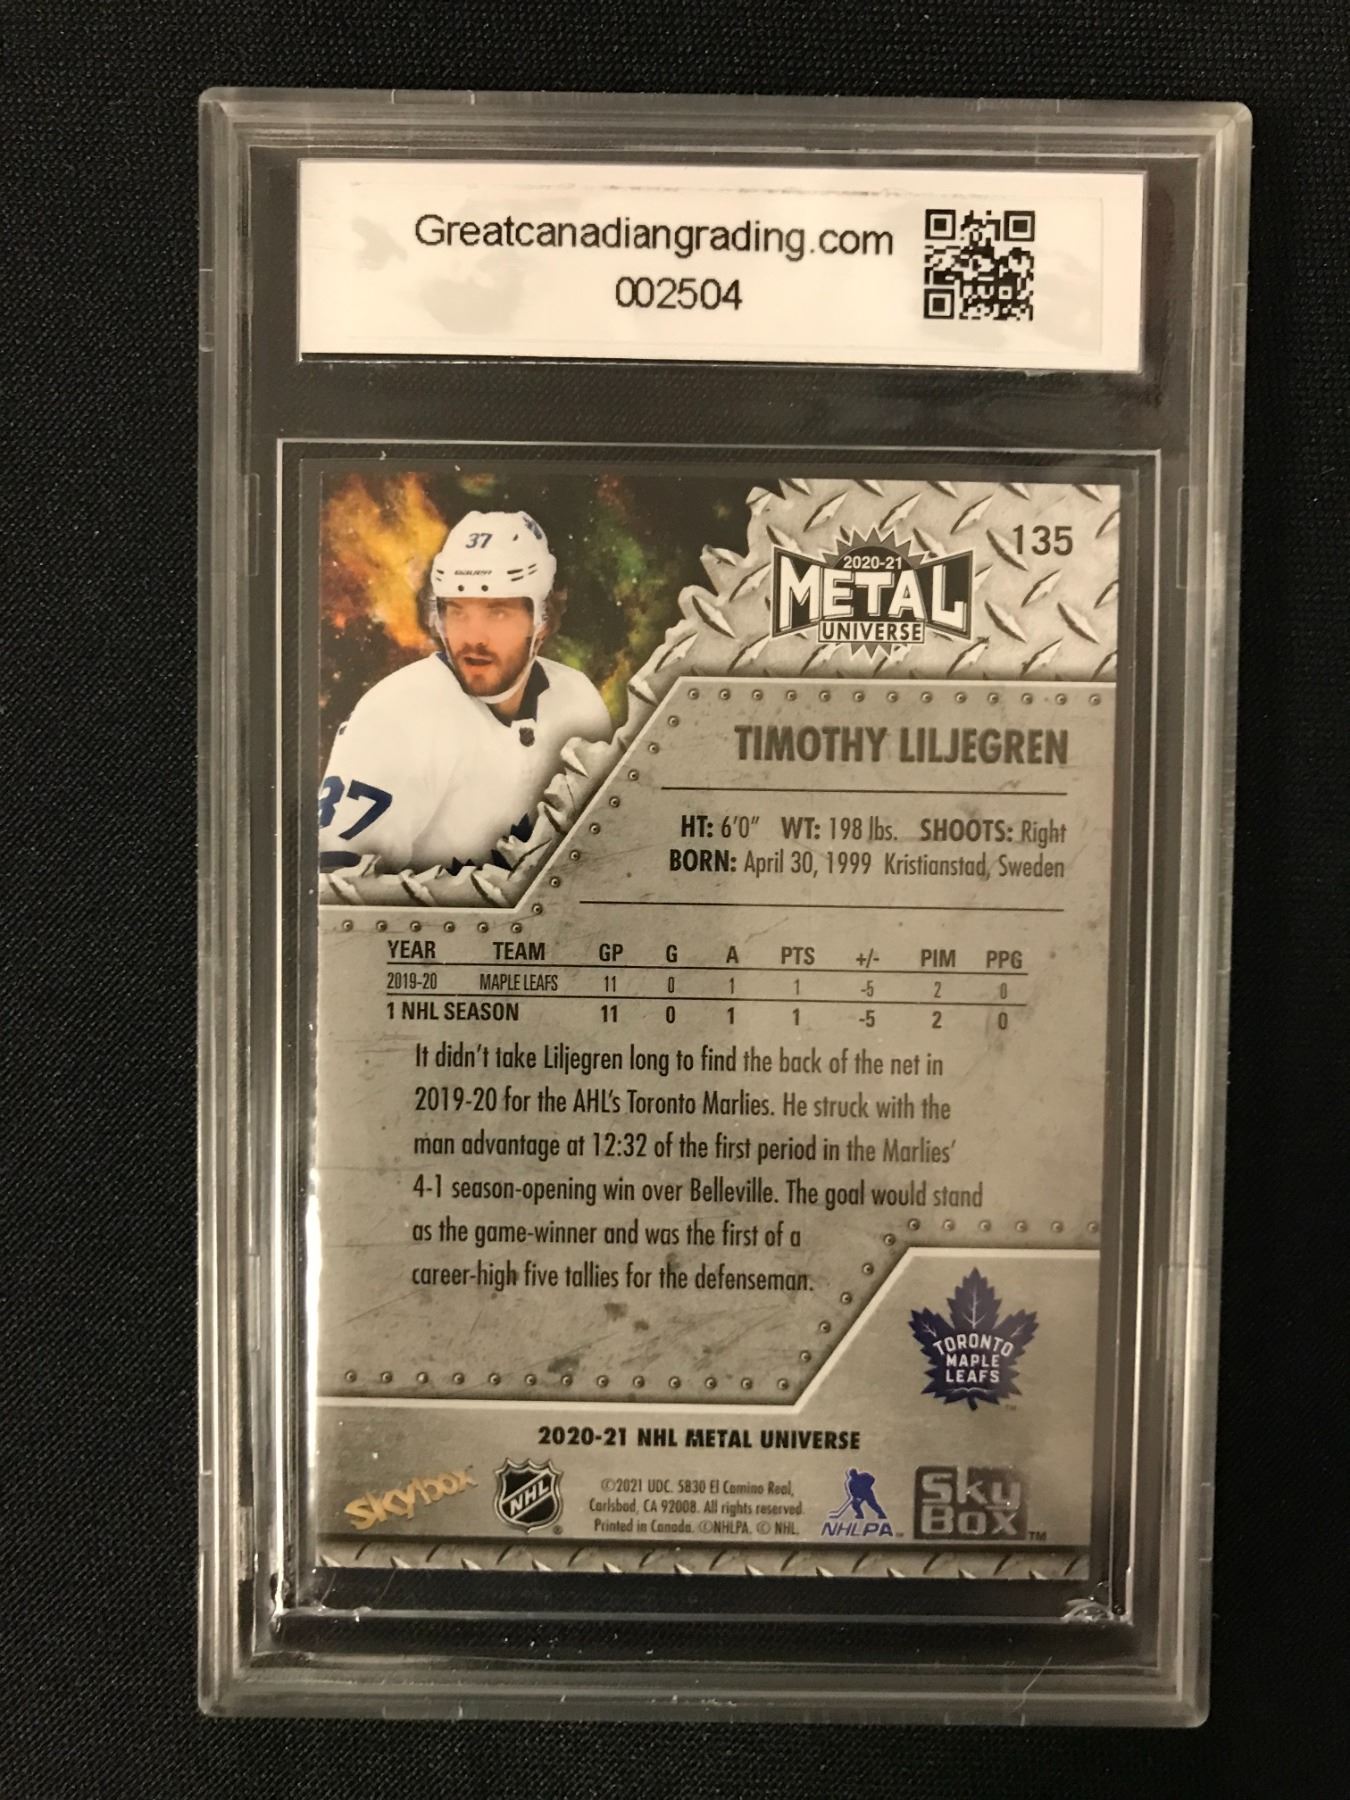 Greatcanadiangrading.com
002504
37
BAUER
37
135
2020-21
METAL
UNIVERSE
TIMOTHY LILJEGREN
HT: 6'0" WT: 198 lbs. SHOOTS: Right
BORN: April 30, 1999 Kristianstad, Sweden
YEAR TEAM GP G A PTS +/- PIM PPG
2019-20 MAPLE LEAFS 11 0 1 1 -5 2 0
1 NHL SEASON 11 0 1 1 -5 2 0
It didn't take Liljegren long to find the back of the net in
2019-20 for the AHL's Toronto Marlies. He struck with the
man advantage at 12:32 of the first period in the Marlies'
4-1 season-opening win over Belleville. The goal would stand
as the game-winner and was the first of a
career-high five tallies for the defenseman.
TORONTO
MAPLE
LEAFS
TM
2020-21 NHL METAL UNIVERSE
Skybox
NHL
®
©2021 UDC. 5830 El Camino Real,
Carlsbad, CA 92008. All rights reserved.
Printed in Canada. ©NHLPA. © NHL.
NHLPA™
SKY
BOX™